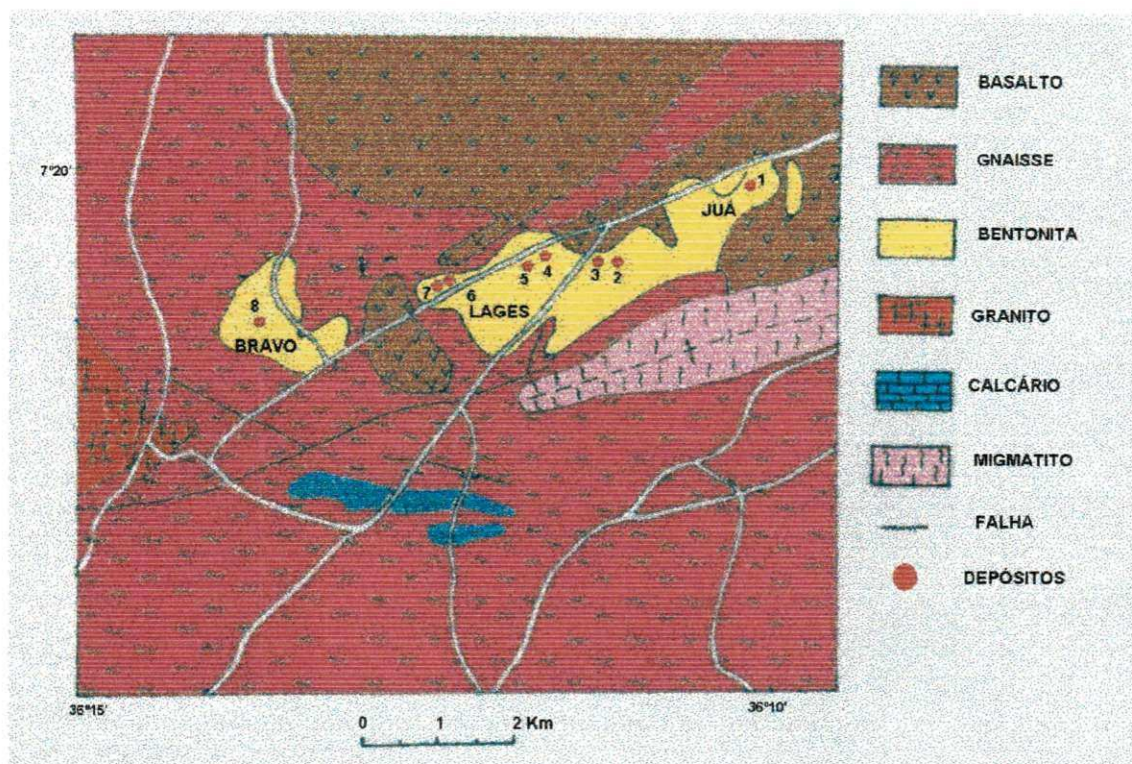 BASALTO
7°20'
1
GNAISSE
JUÁ
BENTONITA
4
5
3
2
7
6
8
LAGES
GRANITO
BRAVO
CALCÁRIO
MIGMATITO
FALHA
DEPÓSITOS
36°15'
36°10'
0 1 2 Km